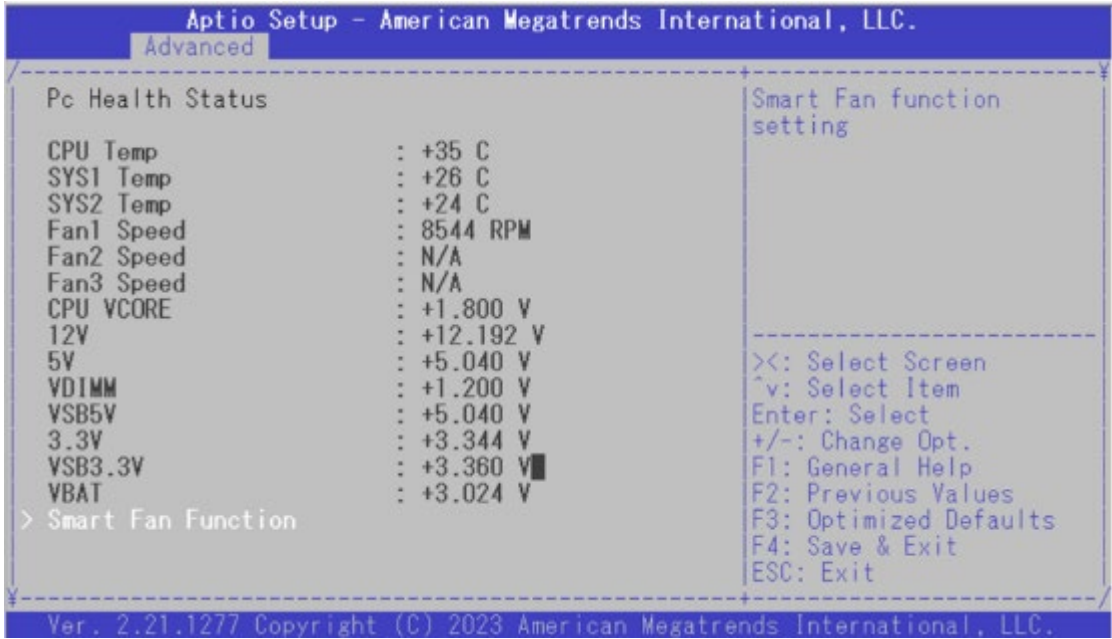 Aptio Setup - American Megatrends International, LLC.
Advanced
Pc Health Status
CPU Temp : +35 C
SYS1 Temp : +26 C
SYS2 Temp : +24 C
Fan1 Speed : 8544 RPM
Fan2 Speed : N/A
Fan3 Speed : N/A
CPU VCORE : +1.800 V
12V : +12.192 V
5V : +5.040 V
VDIMM : +1.200 V
VSB5V : +5.040 V
3.3V : +3.344 V
VSB3.3V : +3.360 V
VBAT : +3.024 V
> Smart Fan Function
Smart Fan function
setting
><: Select Screen
^v: Select Item
Enter: Select
+/-: Change Opt.
F1: General Help
F2: Previous Values
F3: Optimized Defaults
F4: Save & Exit
ESC: Exit
Ver. 2.21.1277 Copyright (C) 2023 American Megatrends International, LLC.